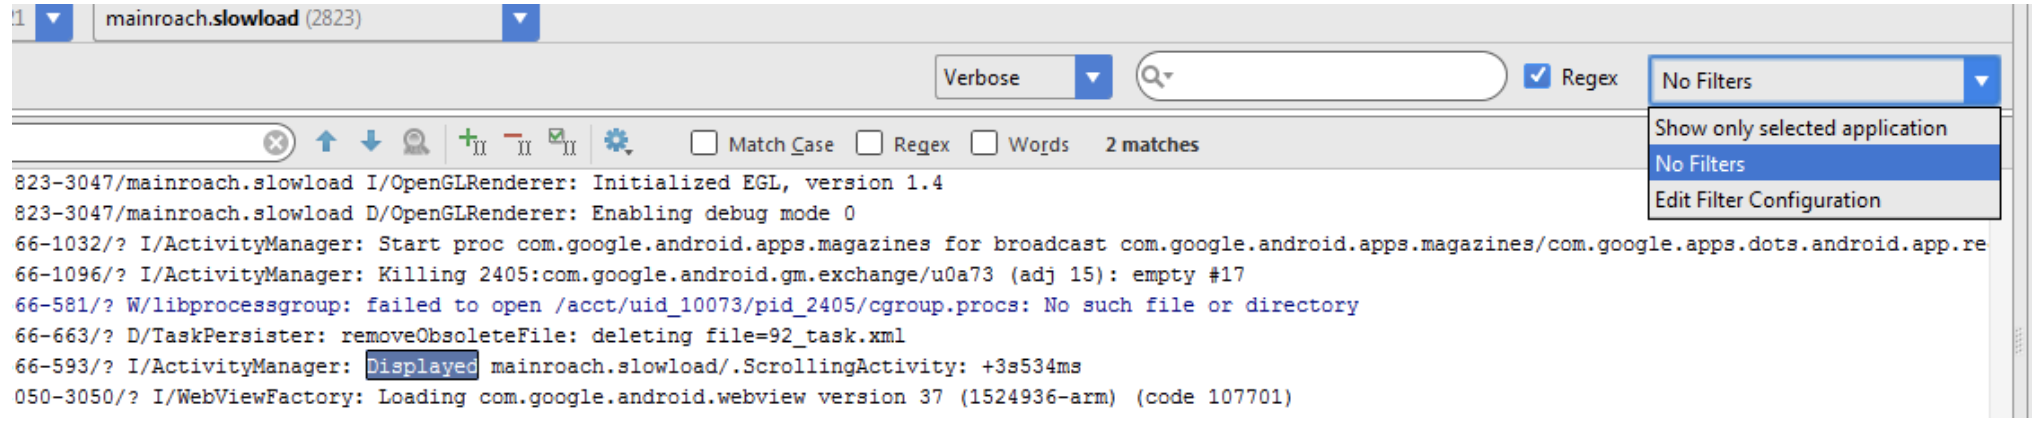 21 mainroach.slowload (2823)
Verbose Regex No Filters
Show only selected application
No Filters
Edit Filter Configuration
Match Case Regex Words 2 matches
823-3047/mainroach.slowload I/OpenGLRenderer: Initialized EGL, version 1.4
823-3047/mainroach.slowload D/OpenGLRenderer: Enabling debug mode 0
66-1032/? I/ActivityManager: Start proc com.google.android.apps.magazines for broadcast com.google.android.apps.magazines/com.google.apps.dots.android.app.re
66-1096/? I/ActivityManager: Killing 2405:com.google.android.gm.exchange/u0a73 (adj 15): empty #17
66-581/? W/libprocessgroup: failed to open /acct/uid_10073/pid_2405/cgroup.procs: No such file or directory
66-663/? D/TaskPersister: removeObsoleteFile: deleting file=92_task.xml
66-593/? I/ActivityManager: Displayed mainroach.slowload/.ScrollingActivity: +3s534ms
050-3050/? I/WebViewFactory: Loading com.google.android.webview version 37 (1524936-arm) (code 107701)